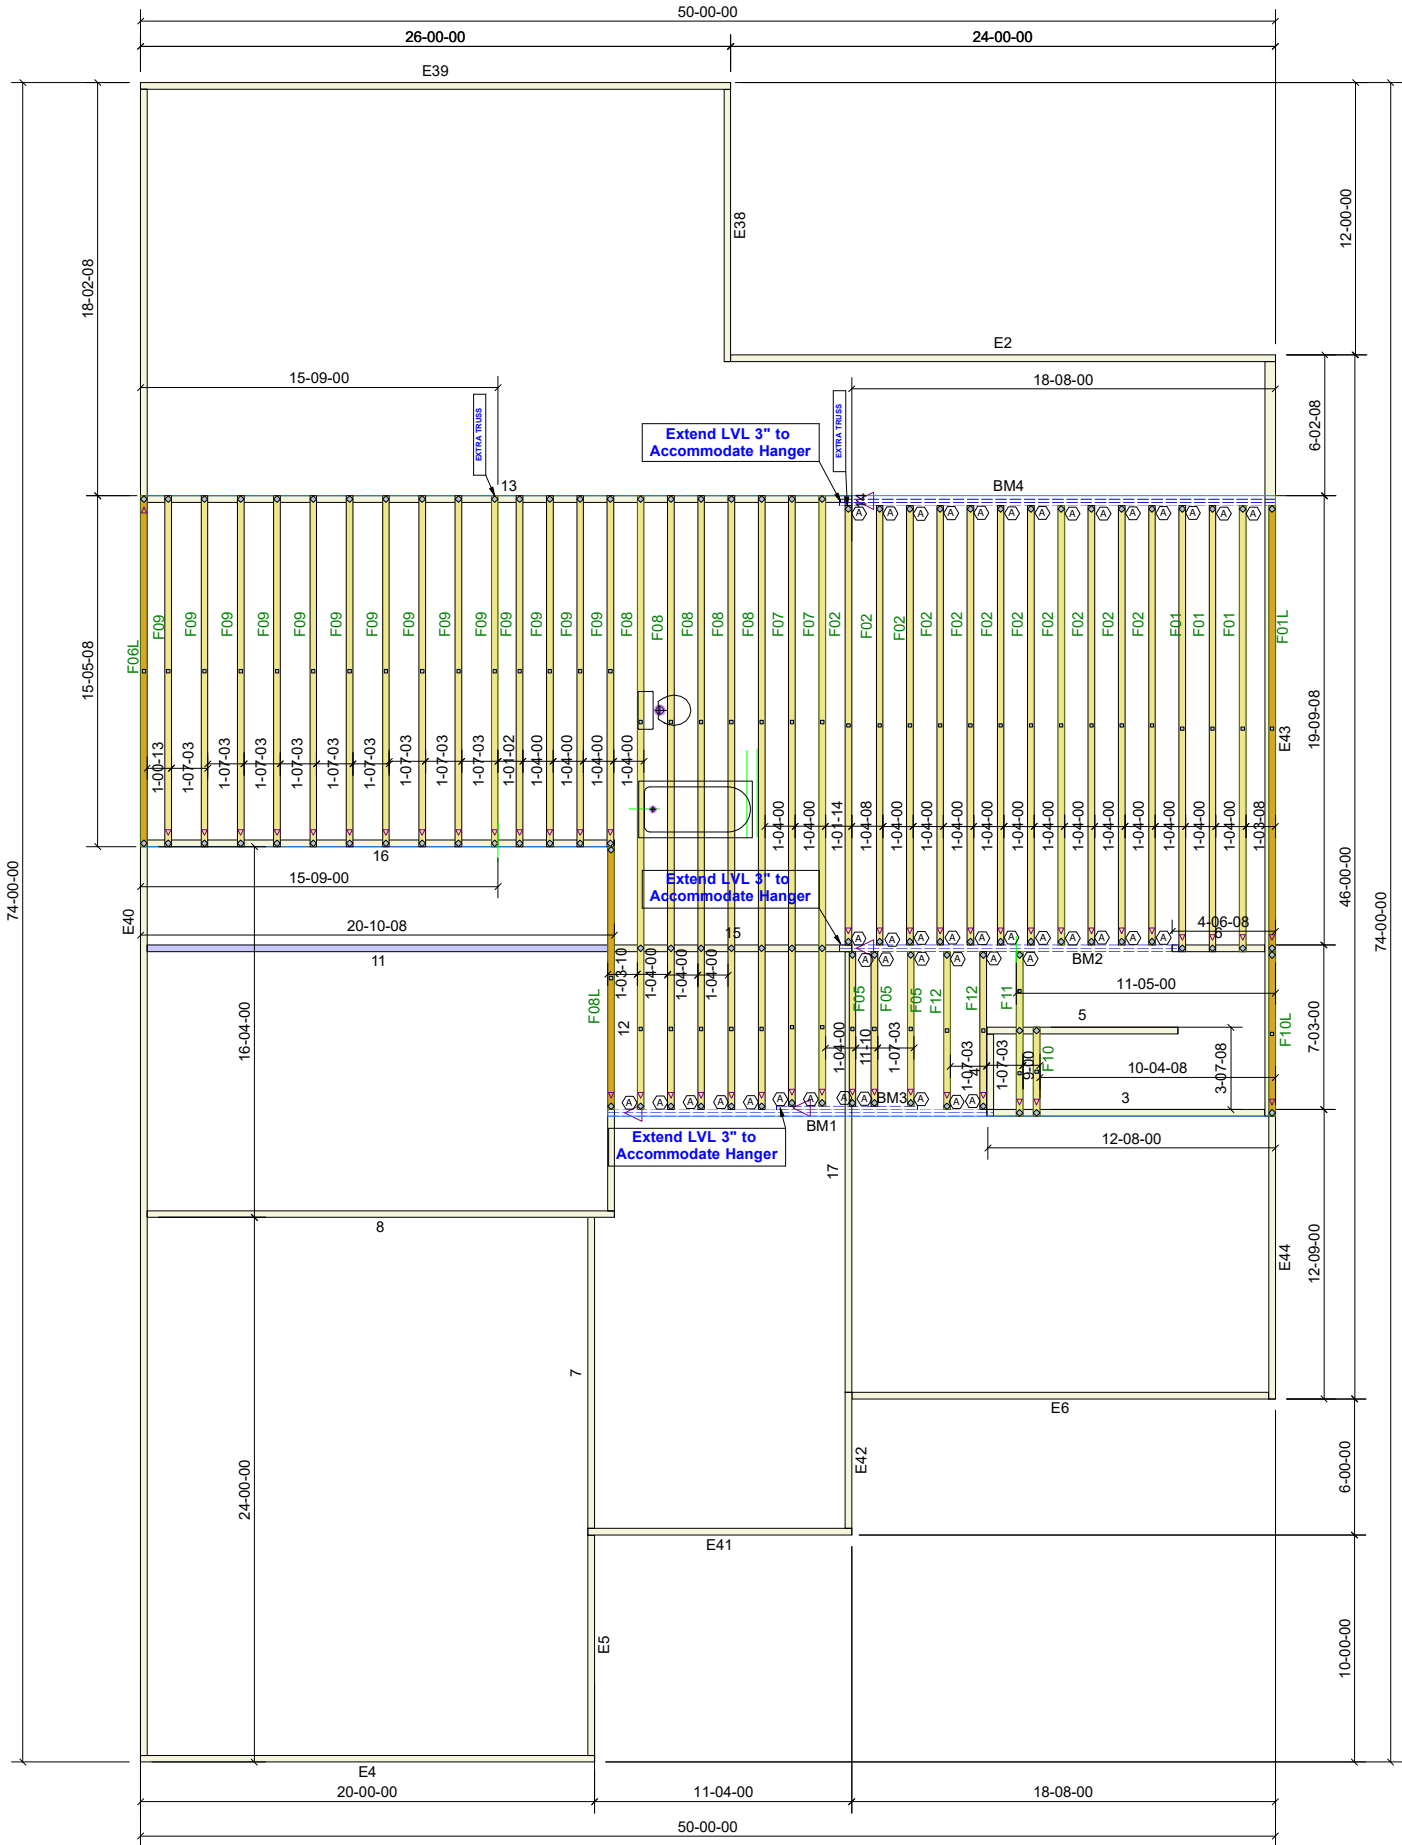 50-00-00
26-00-00
24-00-00
E39
E38
18-02-08
12-00-00
E2
15-09-00
18-08-00
6-02-08
EXTRA TRUSS
EXTRA TRUSS
Extend LVL 3" to
Accommodate Hanger
13
14
BM4
A A A A A A A A A A A A A A
F06L
F09 F09 F09 F09 F09 F09 F09 F09 F09 F09 F09 F09 F09 F08 F08 F08 F08 F08 F07 F07 F02 F02 F02 F02 F02 F02 F02 F02 F02 F02 F02 F01 F01 F01 F01L
15-05-08
19-09-08
E43
1-00-13 1-07-03 1-07-03 1-07-03 1-07-03 1-07-03 1-07-03 1-07-03 1-07-03 1-01-02 1-04-00 1-04-00 1-04-00 1-04-00
1-04-00 1-04-00 1-01-14 1-04-08 1-04-00 1-04-00 1-04-00 1-04-00 1-04-00 1-04-00 1-04-00 1-04-00 1-04-00 1-04-00 1-04-00 1-04-00 1-03-08
16
15-09-00
Extend LVL 3" to
Accommodate Hanger
74-00-00
46-00-00
74-00-00
E40
20-10-08
4-06-08
11
15
6
BM2
A A A A A A A A A A A
A A A A A A
1-03-10 1-04-00 1-04-00 1-04-00
F08L
12
F05 F05 F05 F12 F12 F11
11-05-00
F10L
7-03-00
16-04-00
5
1-04-00 11-10 1-07-03 1-07-03 1-07-03 9-00
4
F10
10-04-08
3-07-08
A A A A A A A A A A A A
BM3
3
BM1
Extend LVL 3" to
Accommodate Hanger
12-08-00
17
8
E44
12-09-00
7
E6
24-00-00
E42
6-00-00
E41
E5
10-00-00
E4
20-00-00
11-04-00
18-08-00
50-00-00